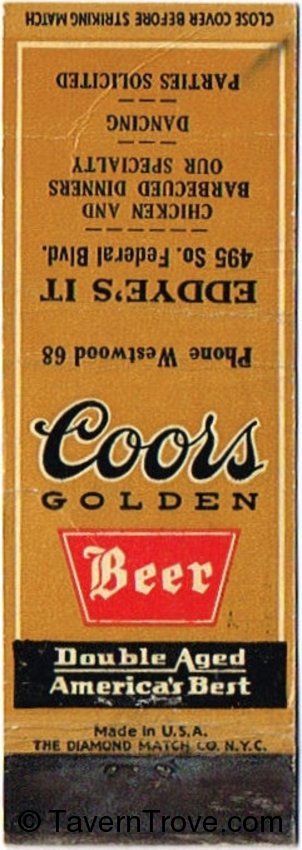 CLOSE COVER BEFORE STRIKING MATCH
Phone Westwood 68
EDDYE'S IT
495 So. Federal Blvd.
CHICKEN AND
BARBECUED DINNERS
OUR SPECIALTY
DANCING
PARTIES SOLICITED
Coors
GOLDEN
Beer
Double Aged
America's Best
Made in U.S.A.
THE DIAMOND MATCH CO. N.Y.C.
© TavernTrove.com